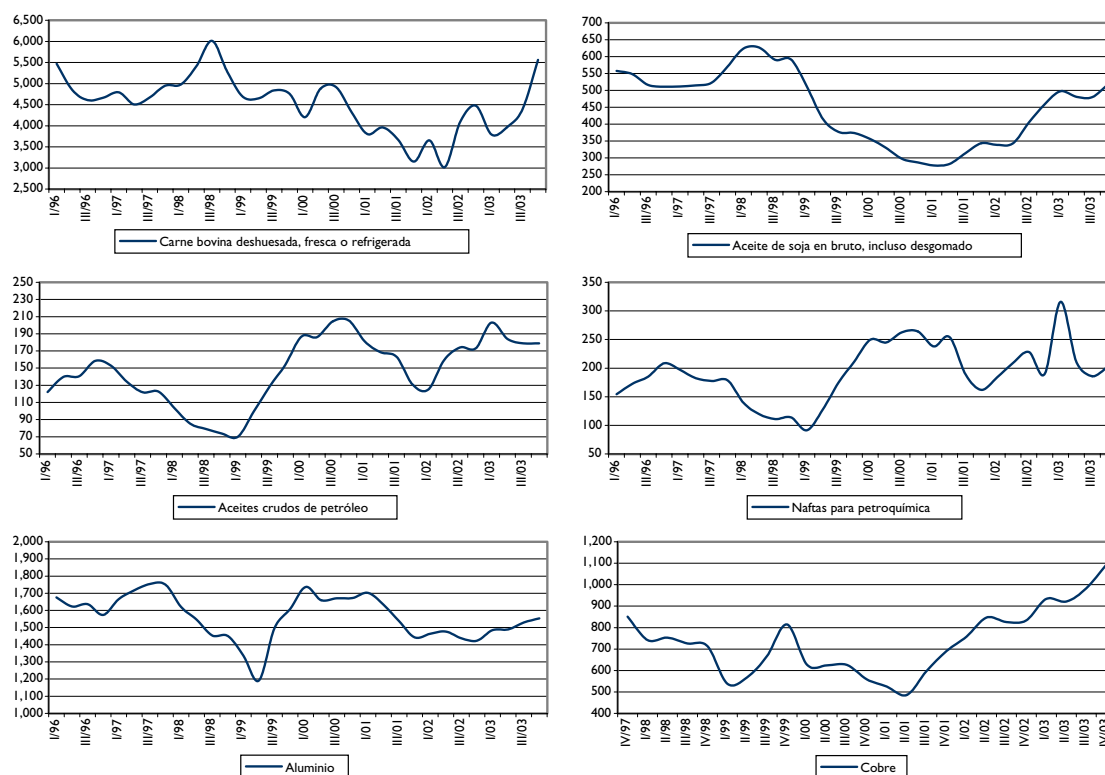 6,500
6,000
5,500
5,000
4,500
4,000
3,500
3,000
2,500
I/96
III/96
I/97
III/97
I/98
III/98
I/99
III/99
I/00
III/00
I/01
III/01
I/02
III/02
I/03
III/03
Carne bovina deshuesada, fresca o refrigerada
700
650
600
550
500
450
400
350
300
250
200
I/96
III/96
I/97
III/97
I/98
III/98
I/99
III/99
I/00
III/00
I/01
III/01
I/02
III/02
I/03
III/03
Aceite de soja en bruto, incluso desgomado
250
230
210
190
170
150
130
110
90
70
50
I/96
III/96
I/97
III/97
I/98
III/98
I/99
III/99
I/00
III/00
I/01
III/01
I/02
III/02
I/03
III/03
Aceites crudos de petróleo
350
300
250
200
150
100
50
I/96
III/96
I/97
III/97
I/98
III/98
I/99
III/99
I/00
III/00
I/01
III/01
I/02
III/02
I/03
III/03
Naftas para petroquímica
2,000
1,900
1,800
1,700
1,600
1,500
1,400
1,300
1,200
1,100
1,000
I/96
III/96
I/97
III/97
I/98
III/98
I/99
III/99
I/00
III/00
I/01
III/01
I/02
III/02
I/03
III/03
Aluminio
1,200
1,100
1,000
900
800
700
600
500
400
IV/97
I/98
II/98
III/98
IV/98
I/99
II/99
III/99
IV/99
I/00
II/00
III/00
IV/00
I/01
II/01
III/01
IV/01
I/02
II/02
III/02
IV/02
I/03
II/03
III/03
IV/03
Cobre